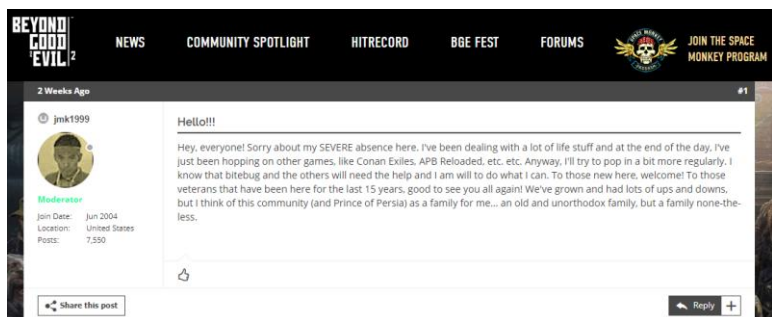 BEYOND
GOOD
&EVIL 2
NEWS
COMMUNITY SPOTLIGHT
HITRECORD
BGE FEST
FORUMS
SPACE MONKEY
PROGRAM
JOIN THE SPACE
MONKEY PROGRAM
2 Weeks Ago
#1
jmk1999
Moderator
Join Date: Jun 2004
Location: United States
Posts: 7,550
Hello!!!
Hey, everyone! Sorry about my SEVERE absence here. I've been dealing with a lot of life stuff and at the end of the day, I've
just been hopping on other games, like Conan Exiles, APB Reloaded, etc. etc. Anyway, I'll try to pop in a bit more regularly. I
know that bitebug and the others will need the help and I am will to do what I can. To those new here, welcome! To those
veterans that have been here for the last 15 years, good to see you all again! We've grown and had lots of ups and downs,
but I think of this community (and Prince of Persia) as a family for me... an old and unorthodox family, but a family none-the-
less.
Share this post
Reply